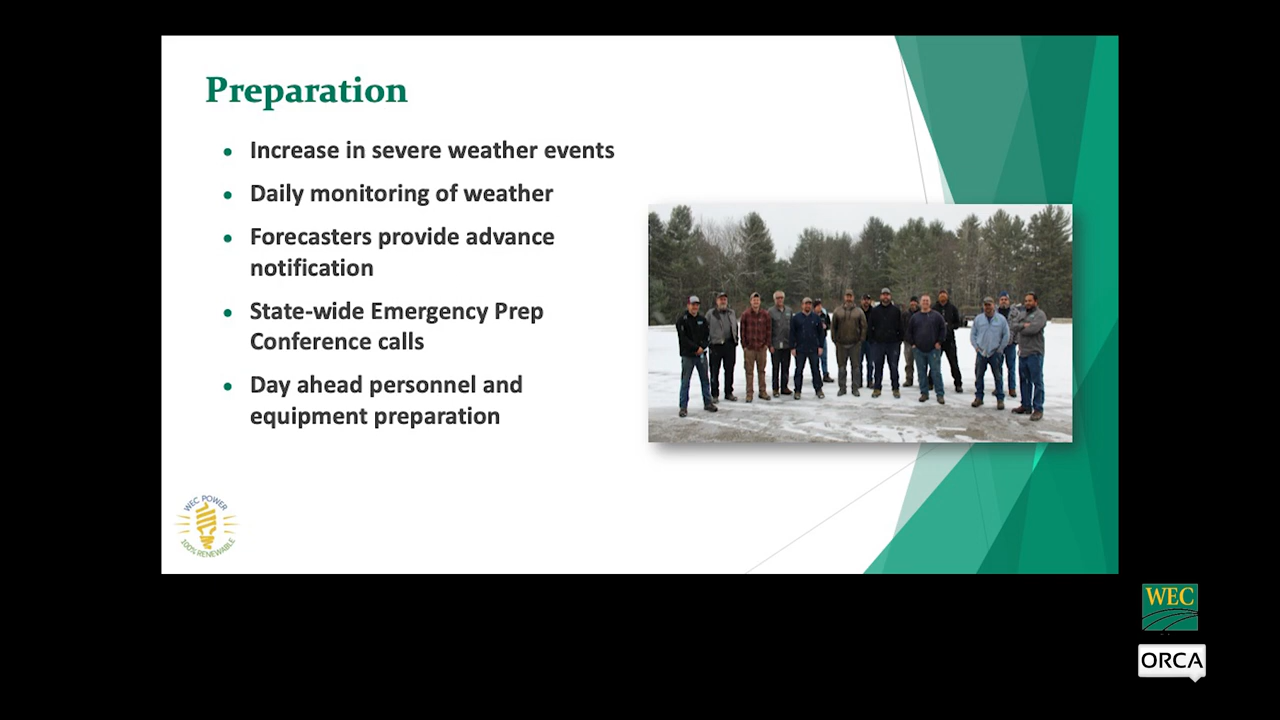 Preparation
Increase in severe weather events
Daily monitoring of weather
Forecasters provide advance
notification
State-wide Emergency Prep
Conference calls
Day ahead personnel and
equipment preparation
WEC POWER
100% RENEWABLE
WEC
ORCA